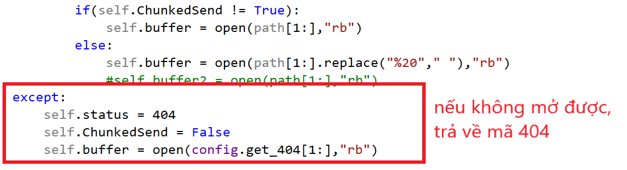 if(self.ChunkedSend != True):
self.buffer = open(path[1:],"rb")
else:
self.buffer = open(path[1:].replace("%20"," "),"rb")
#self.buffer2 = open(path[1:],"rb")
except:
self.status = 404
self.ChunkedSend = False
self.buffer = open(config.get_404[1:],"rb")
nếu không mở được,
trả về mã 404